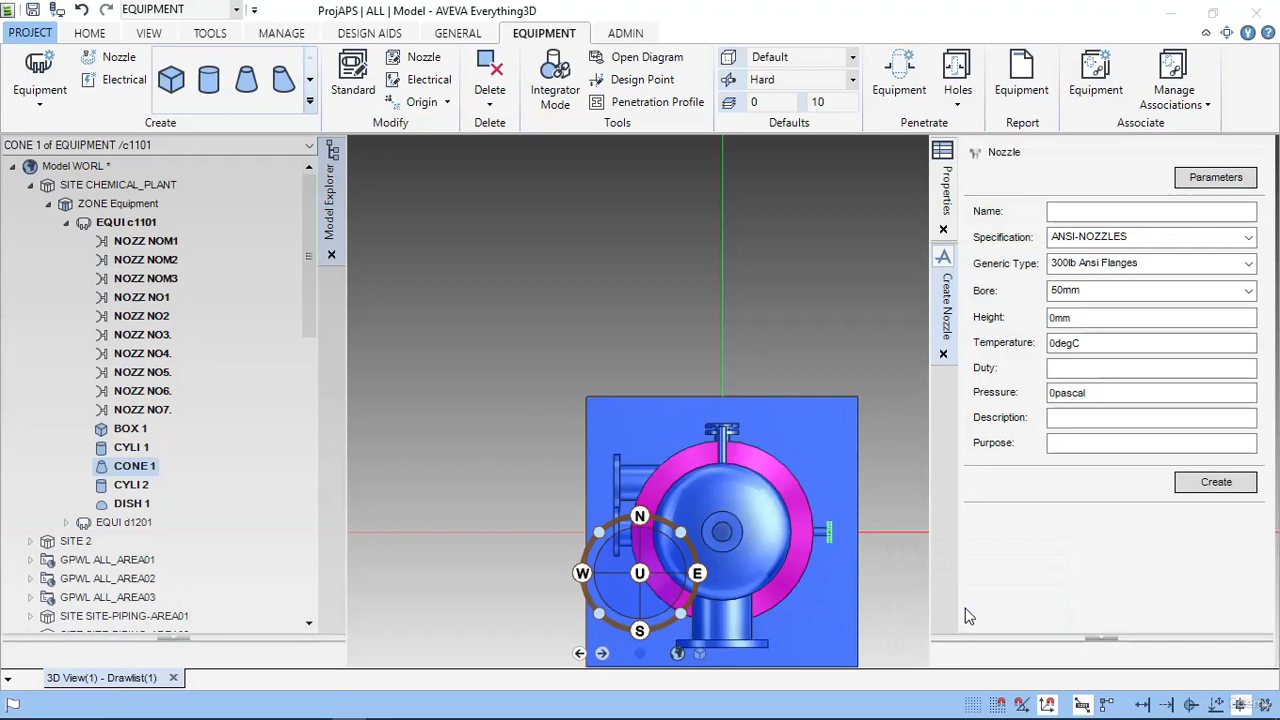 EQUIPMENT
ProjAPS | ALL | Model - AVEVA Everything3D
PROJECT HOME VIEW TOOLS MANAGE DESIGN AIDS GENERAL EQUIPMENT ADMIN
Equipment
Nozzle
Electrical
Create
Standard
Nozzle
Electrical
Origin
Modify
Delete
Delete
Integrator
Mode
Open Diagram
Design Point
Penetration Profile
Tools
Default
Hard
0 10
Defaults
Equipment
Holes
Penetrate
Equipment
Report
Equipment
Manage
Associations
Associate
CONE 1 of EQUIPMENT /c1101
Model WORL *
SITE CHEMICAL_PLANT
ZONE Equipment
EQUI c1101
NOZZ NOM1
NOZZ NOM2
NOZZ NOM3
NOZZ NO1
NOZZ NO2
NOZZ NO3.
NOZZ NO4.
NOZZ NO5.
NOZZ NO6.
NOZZ NO7.
BOX 1
CYLI 1
CONE 1
CYLI 2
DISH 1
EQUI d1201
SITE 2
GPWL ALL_AREA01
GPWL ALL_AREA02
GPWL ALL_AREA03
SITE SITE-PIPING-AREA01
Model Explorer
N
W U E
S
Properties
Create Nozzle
Nozzle
Parameters
Name:
Specification: ANSI-NOZZLES
Generic Type: 300lb Ansi Flanges
Bore: 50mm
Height: 0mm
Temperature: 0degC
Duty:
Pressure: 0pascal
Description:
Purpose:
Create
3D View(1) - Drawlist(1)